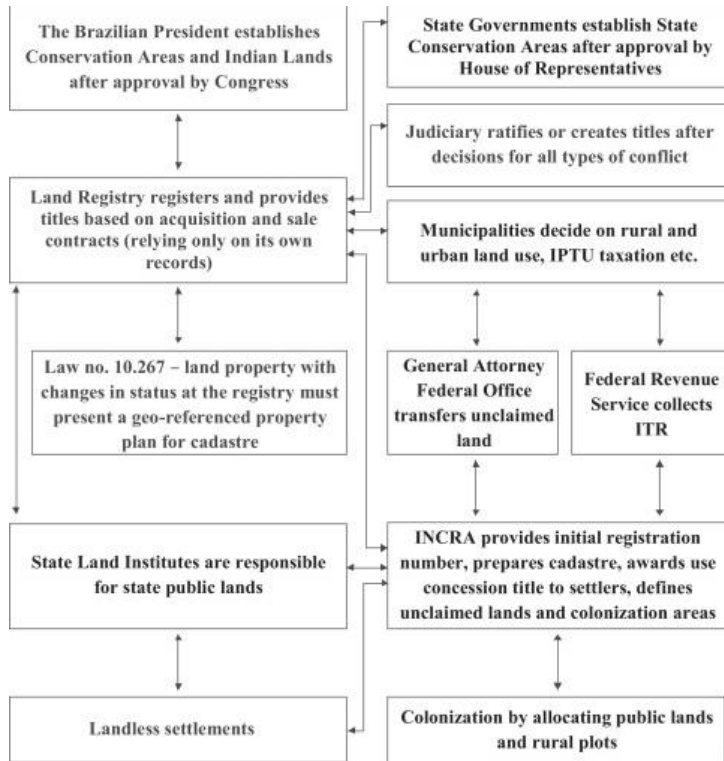 The Brazilian President establishes
Conservation Areas and Indian Lands
after approval by Congress
State Governments establish State
Conservation Areas after approval by
House of Representatives
Judiciary ratifies or creates titles after
decisions for all types of conflict
Land Registry registers and provides
titles based on acquisition and sale
contracts (relying only on its own
records)
Municipalities decide on rural and
urban land use, IPTU taxation etc.
Law no. 10.267 – land property with
changes in status at the registry must
present a geo-referenced property
plan for cadastre
General Attorney
Federal Office
transfers unclaimed
land
Federal Revenue
Service collects
ITR
State Land Institutes are responsible
for state public lands
INCRA provides initial registration
number, prepares cadastre, awards use
concession title to settlers, defines
unclaimed lands and colonization areas
Landless settlements
Colonization by allocating public lands
and rural plots